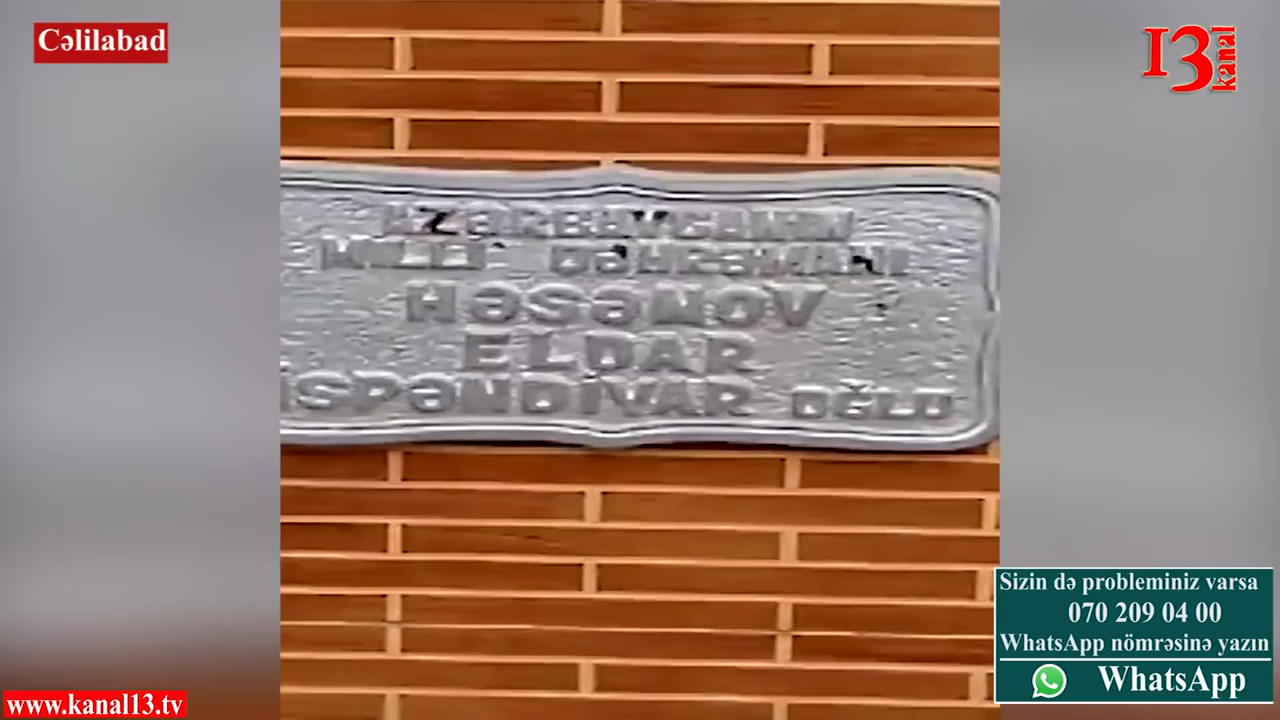 Cəlilabad
13 kanal
AZƏRBAYCANIN
MİLLİ QƏHRƏMANI
HƏSƏNOV
ELDAR
İSPƏNDİYAR OĞLU
Sizin də probleminiz varsa
070 209 04 00
WhatsApp nömrəsinə yazın
WhatsApp
www.kanal13.tv